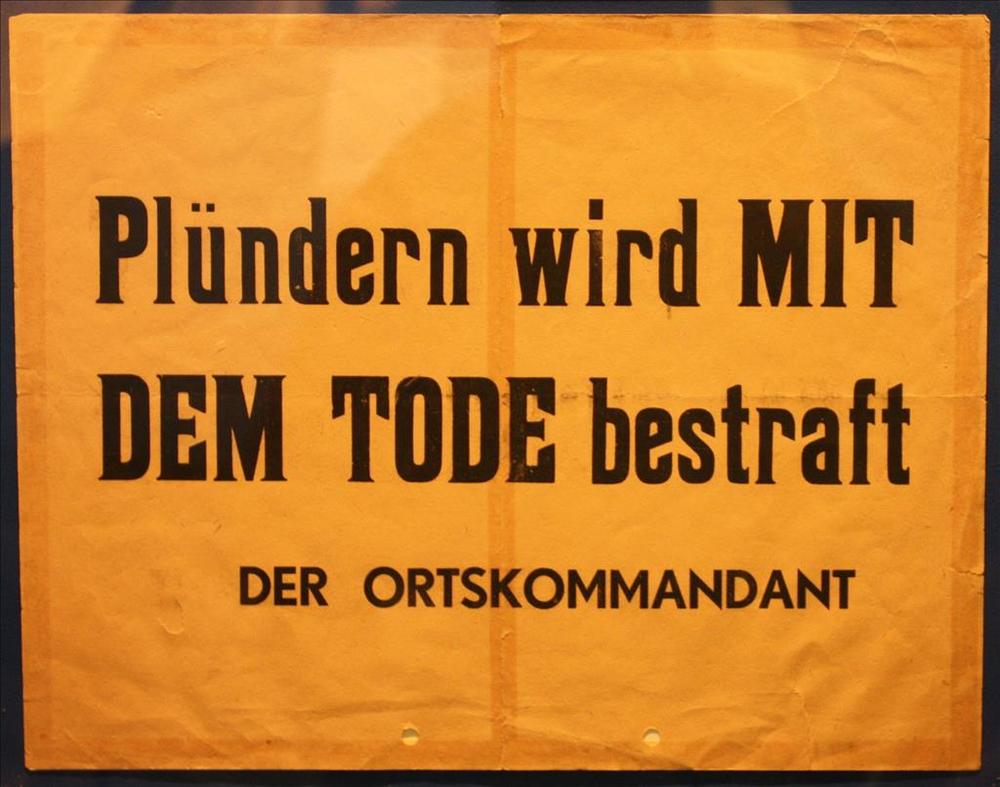 Plündern wird MIT
DEM TODE bestraft
DER ORTSKOMMANDANT